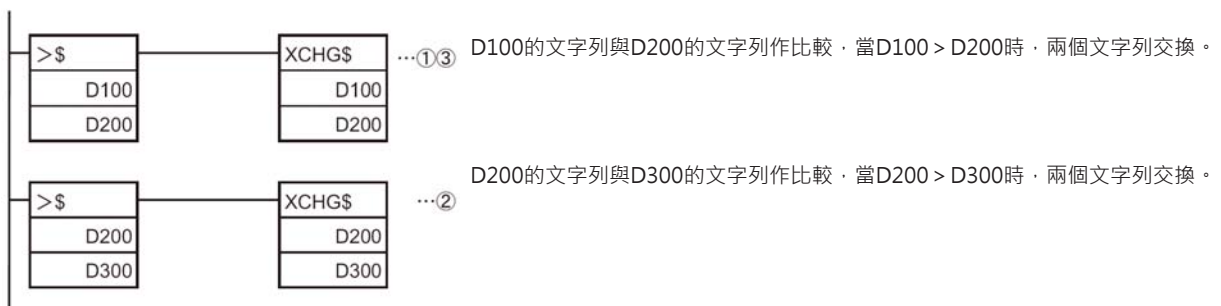 >$
D100
D200
XCHG$
D100
D200
…①③
D100的文字列與D200的文字列作比較，當D100 > D200時，兩個文字列交換。
>$
D200
D300
XCHG$
D200
D300
…②
D200的文字列與D300的文字列作比較，當D200 > D300時，兩個文字列交換。